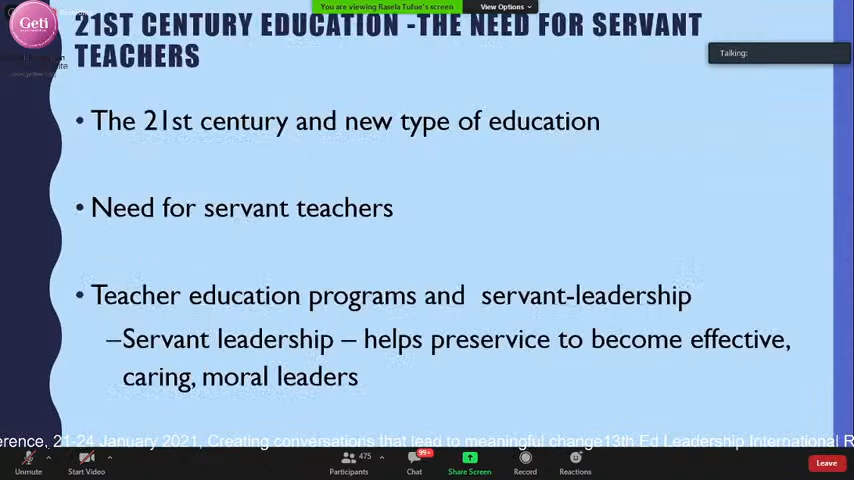 You are viewing Rasela Tufue's screen
View Options
Geti
21ST CENTURY EDUCATION -THE NEED FOR SERVANT
TEACHERS
Talking:
• The 21st century and new type of education
• Need for servant teachers
• Teacher education programs and servant-leadership
–Servant leadership – helps preservice to become effective,
caring, moral leaders
erence, 21-24 January 2021, Creating conversations that lead to meaningful change13th Ed Leadership International R
Unmute
Start Video
475
Participants
99+
Chat
Share Screen
Record
Reactions
Leave